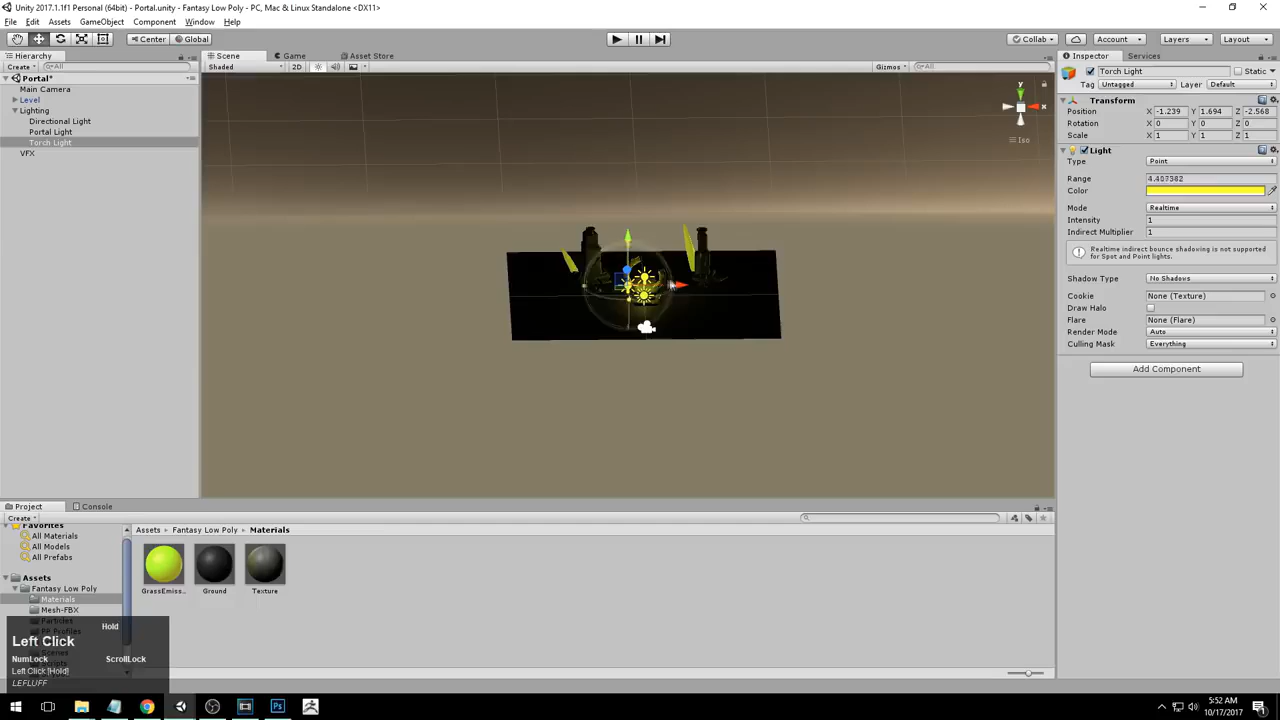 Unity 2017.1.1f1 Personal (64bit) - Portal.unity - Fantasy Low Poly - PC, Mac & Linux Standalone <DX11>
File Edit Assets GameObject Component Window Help
Center Global Collab Account Layers Layout
Hierarchy Scene Game Asset Store Inspector Services
Create All Shaded 2D Gizmos All Torch Light Static
Portal*
Main Camera
Level
Lighting
Directional Light
Portal Light
Torch Light
VFX
y
x
Iso
Tag Untagged Layer Default
Transform
Position X -1.239 Y 1.694 Z -2.568
Rotation X 0 Y 0 Z 0
Scale X 1 Y 1 Z 1
Light
Type Point
Range 4.407382
Color
Mode Realtime
Intensity 1
Indirect Multiplier 1
Realtime indirect bounce shadowing is not supported
for Spot and Point lights.
Shadow Type No Shadows
Cookie None (Texture)
Draw Halo
Flare None (Flare)
Render Mode Auto
Culling Mask Everything
Add Component
Project Console
Create
Favorites
All Materials
All Models
All Prefabs
Assets
Fantasy Low Poly
Materials
Mesh-FBX
Particles
PP Profiles
Scenes
Scripts
Assets Fantasy Low Poly Materials
GrassEmiss... Ground Texture
Hold
Left Click
NumLock ScrollLock
Left Click [Hold]
LEFLUFF
5:52 AM
10/17/2017